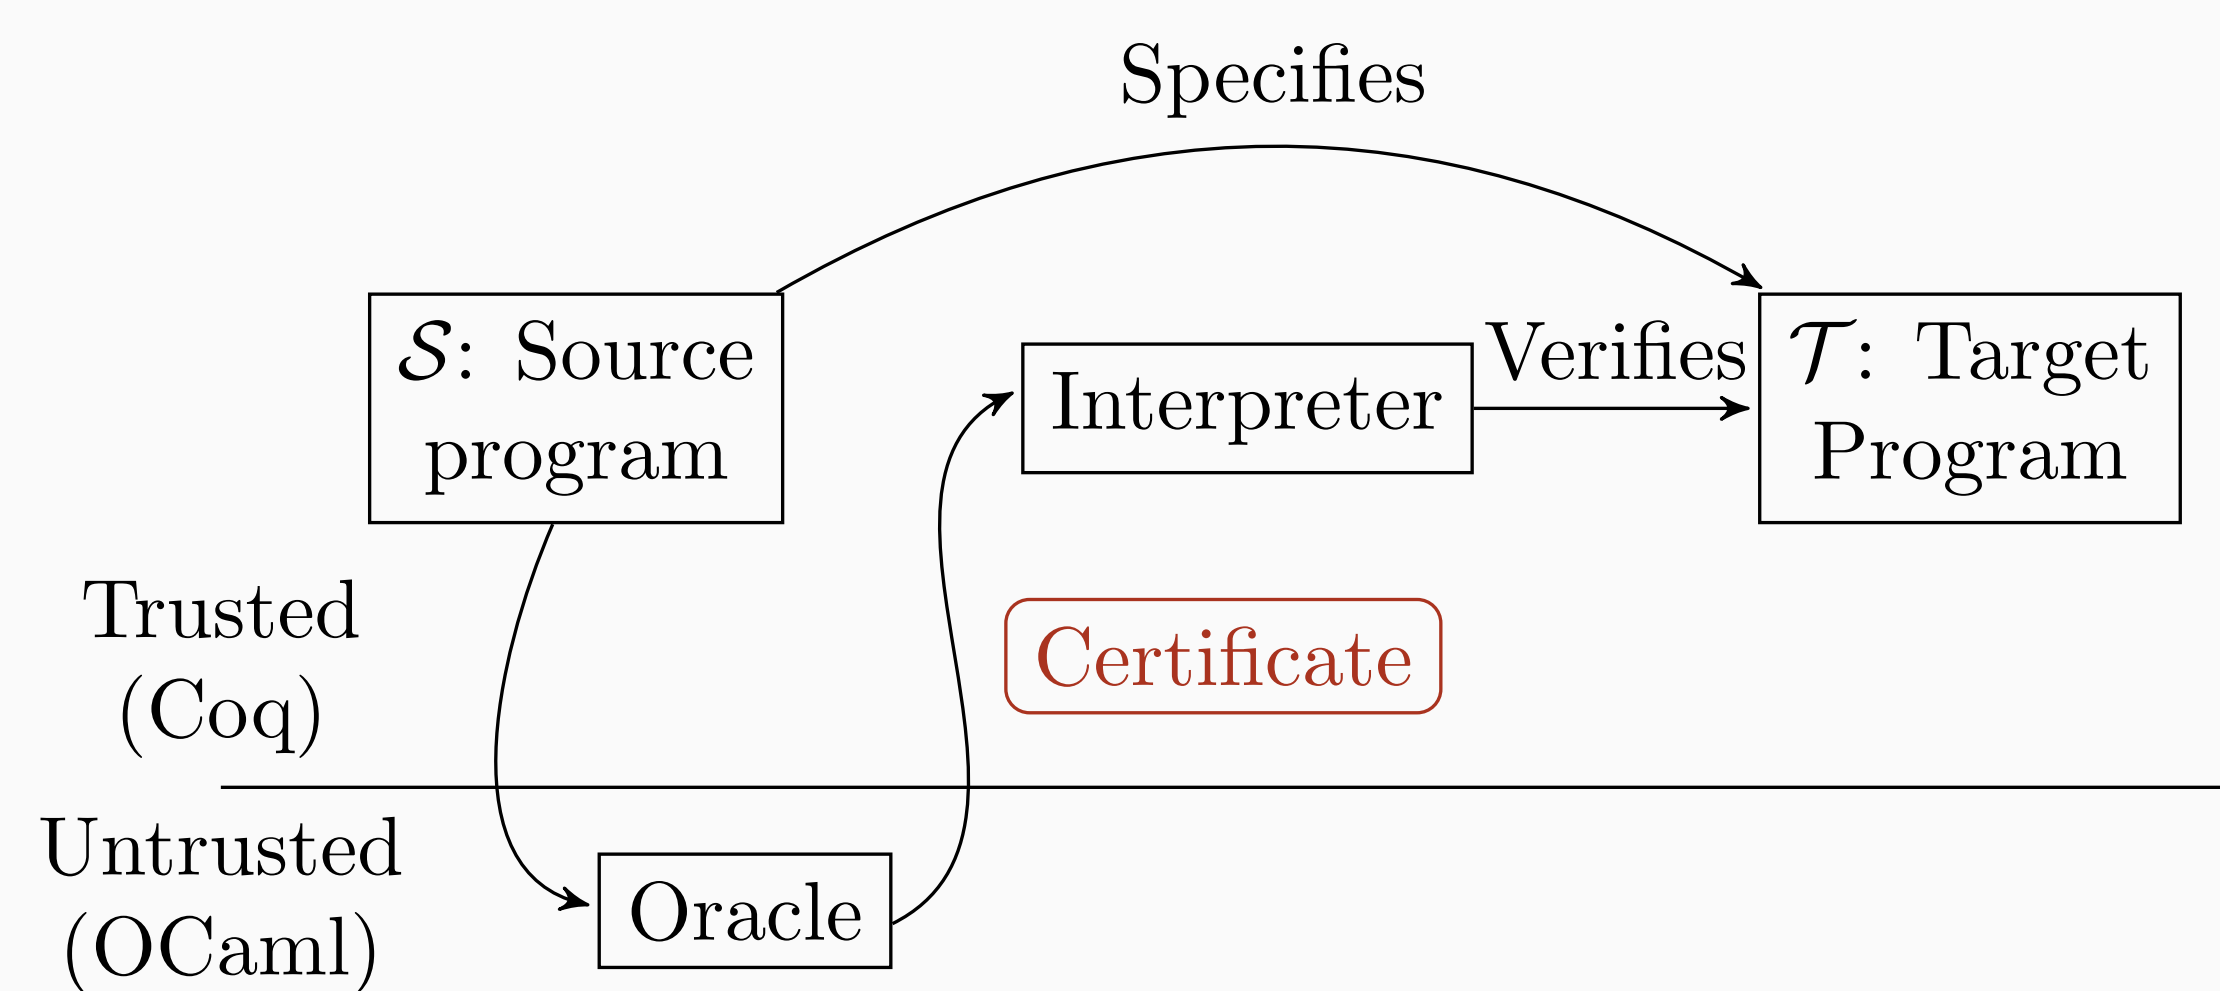 Specifies
𝒮: Source
program
Interpreter
Verifies
𝒯: Target
Program
Trusted
(Coq)
Certificate
Untrusted
(OCaml)
Oracle